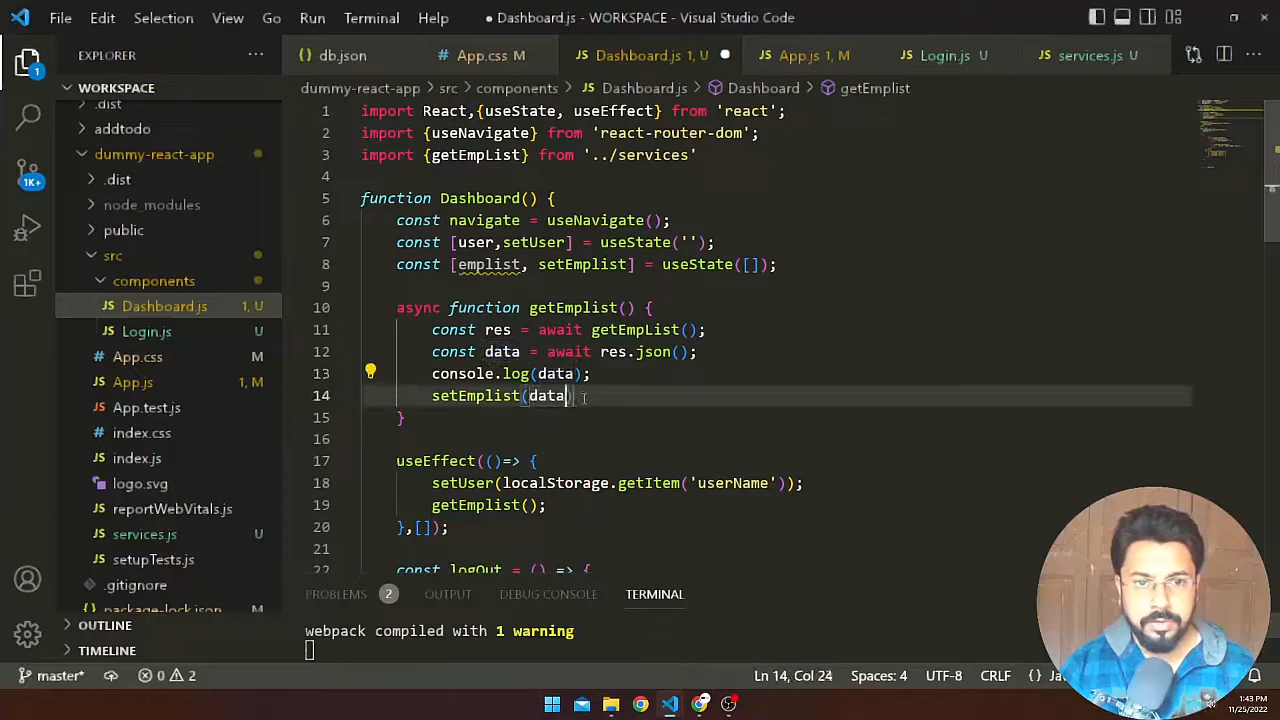 File Edit Selection View Go Run Terminal Help
● Dashboard.js - WORKSPACE - Visual Studio Code
EXPLORER
db.json
App.css M
Dashboard.js 1, U
App.js 1, M
Login.js U
services.js U
WORKSPACE
.dist
addtodo
dummy-react-app
.dist
node_modules
public
src
components
Dashboard.js 1, U
Login.js U
App.css M
App.js 1, M
App.test.js
index.css
index.js
logo.svg
reportWebVitals.js
services.js U
setupTests.js
.gitignore
package-lock.json
OUTLINE
TIMELINE
1
1K+
dummy-react-app > src > components > Dashboard.js > Dashboard > getEmplist
1 import React,{useState, useEffect} from 'react';
2 import {useNavigate} from 'react-router-dom';
3 import {getEmpList} from '../services'
4
5 function Dashboard() {
6 const navigate = useNavigate();
7 const [user,setUser] = useState('');
8 const [emplist, setEmplist] = useState([]);
9
10 async function getEmplist() {
11 const res = await getEmpList();
12 const data = await res.json();
13 console.log(data);
14 setEmplist(data)
15 }
16
17 useEffect(()=> {
18 setUser(localStorage.getItem('userName'));
19 getEmplist();
20 },[]);
21
22 const logOut = () => {
PROBLEMS 2 OUTPUT DEBUG CONSOLE TERMINAL
webpack compiled with 1 warning
master* 0 2 Ln 14, Col 24 Spaces: 4 UTF-8 CRLF {}
1:43 PM
11/25/2022